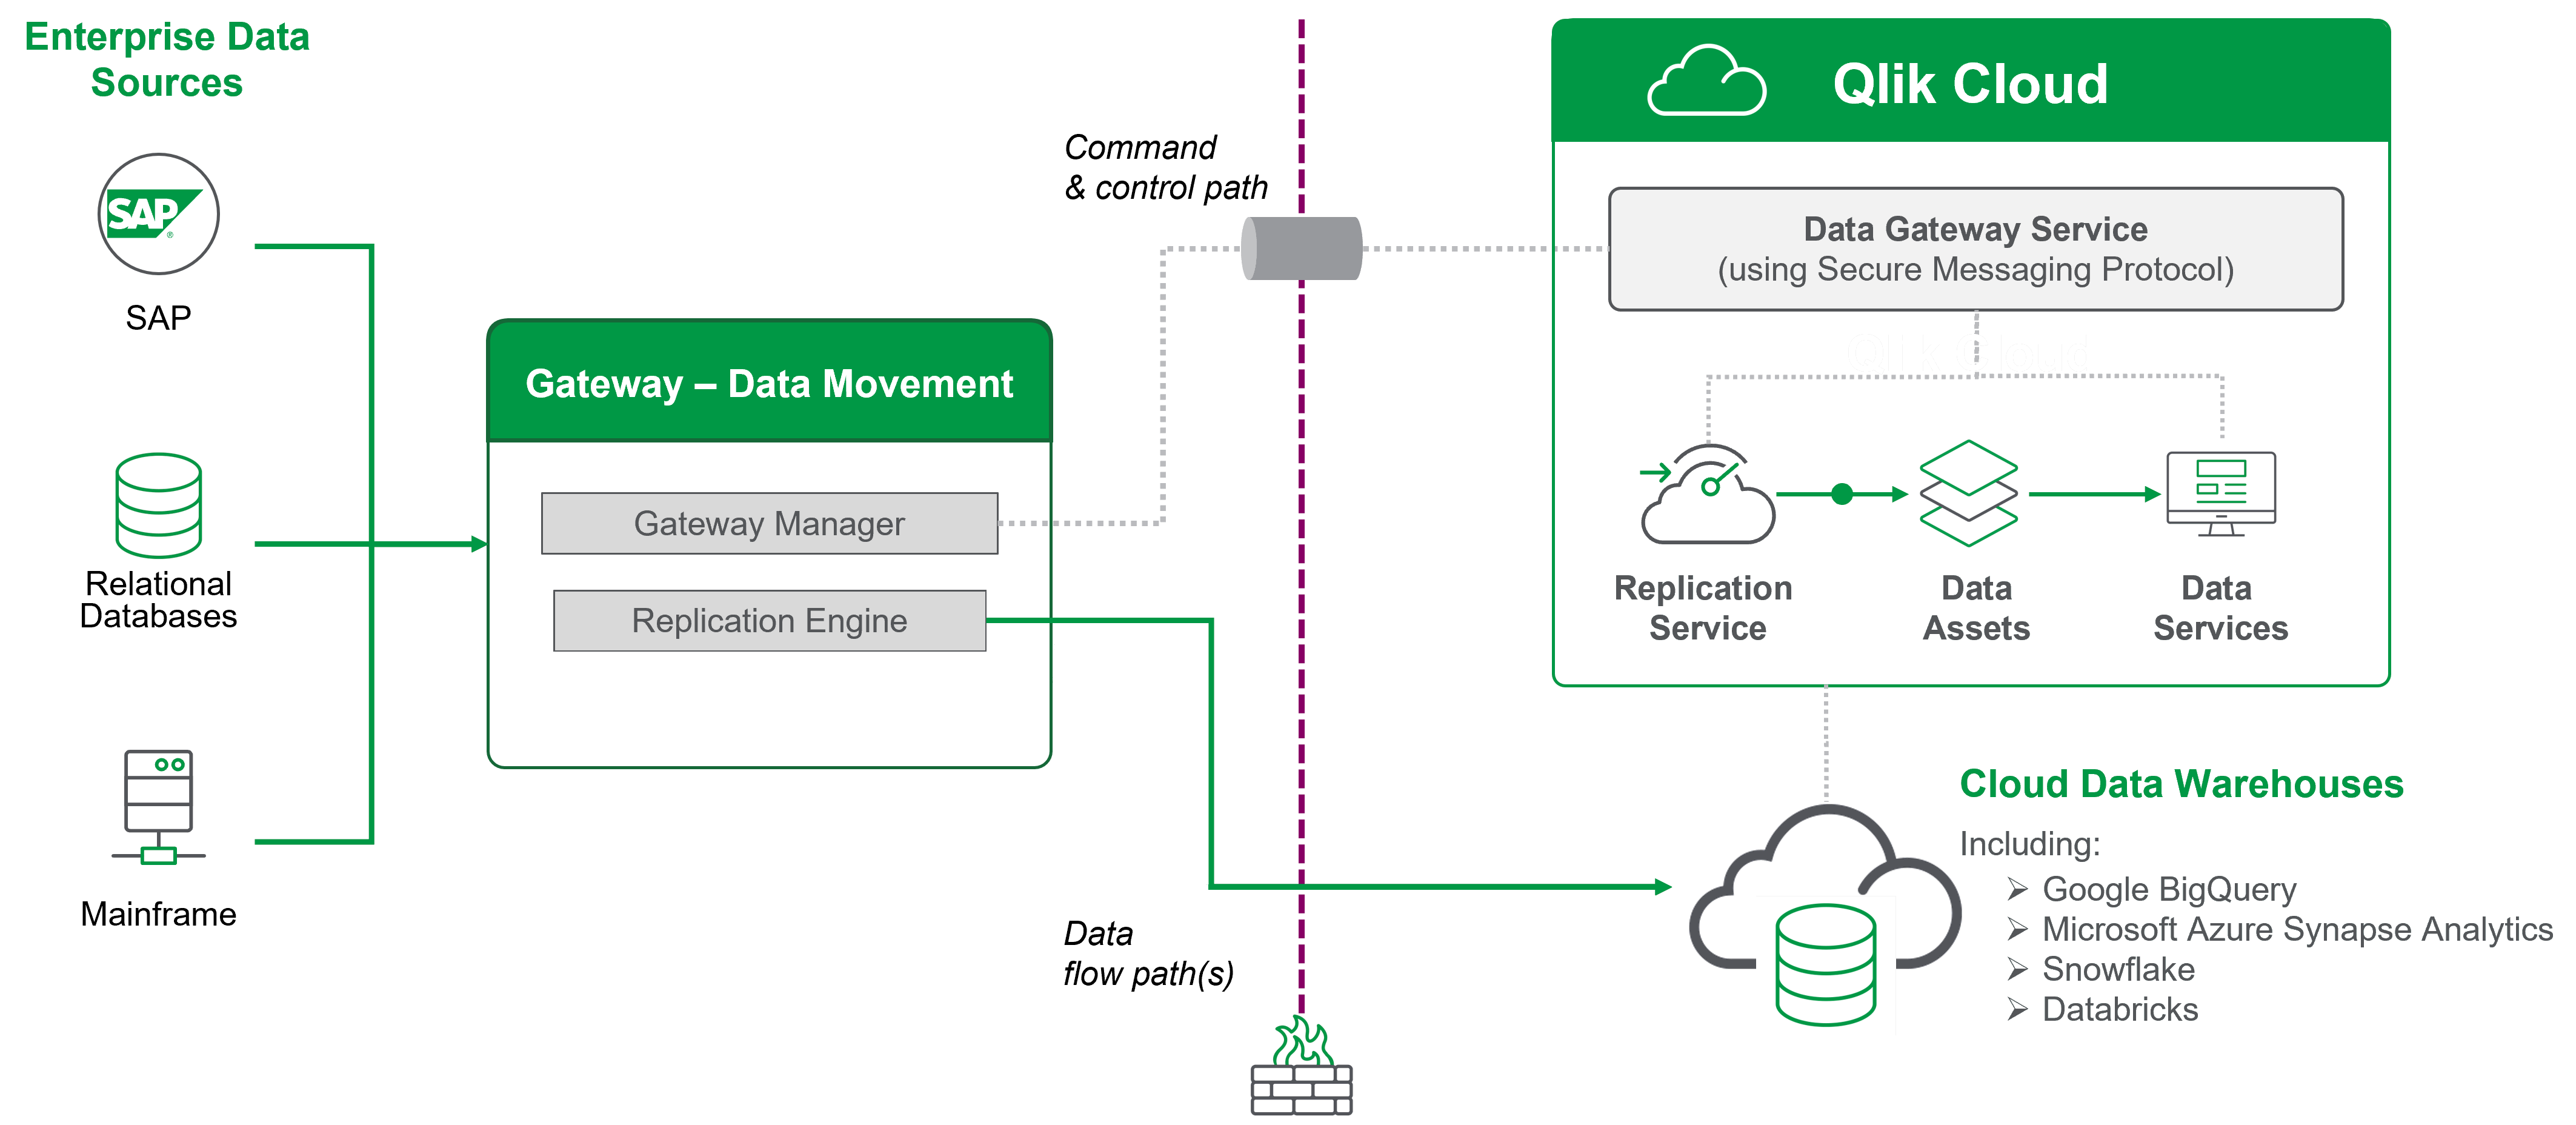 Enterprise Data
Sources
SAP
®
SAP
Relational
Databases
Mainframe
Gateway – Data Movement
Gateway Manager
Replication Engine
Command
& control path
Data
flow path(s)
Qlik Cloud
Data Gateway Service
(using Secure Messaging Protocol)
Replication
Service
Data
Assets
Data
Services
Cloud Data Warehouses
Including:
➢ Google BigQuery
➢ Microsoft Azure Synapse Analytics
➢ Snowflake
➢ Databricks